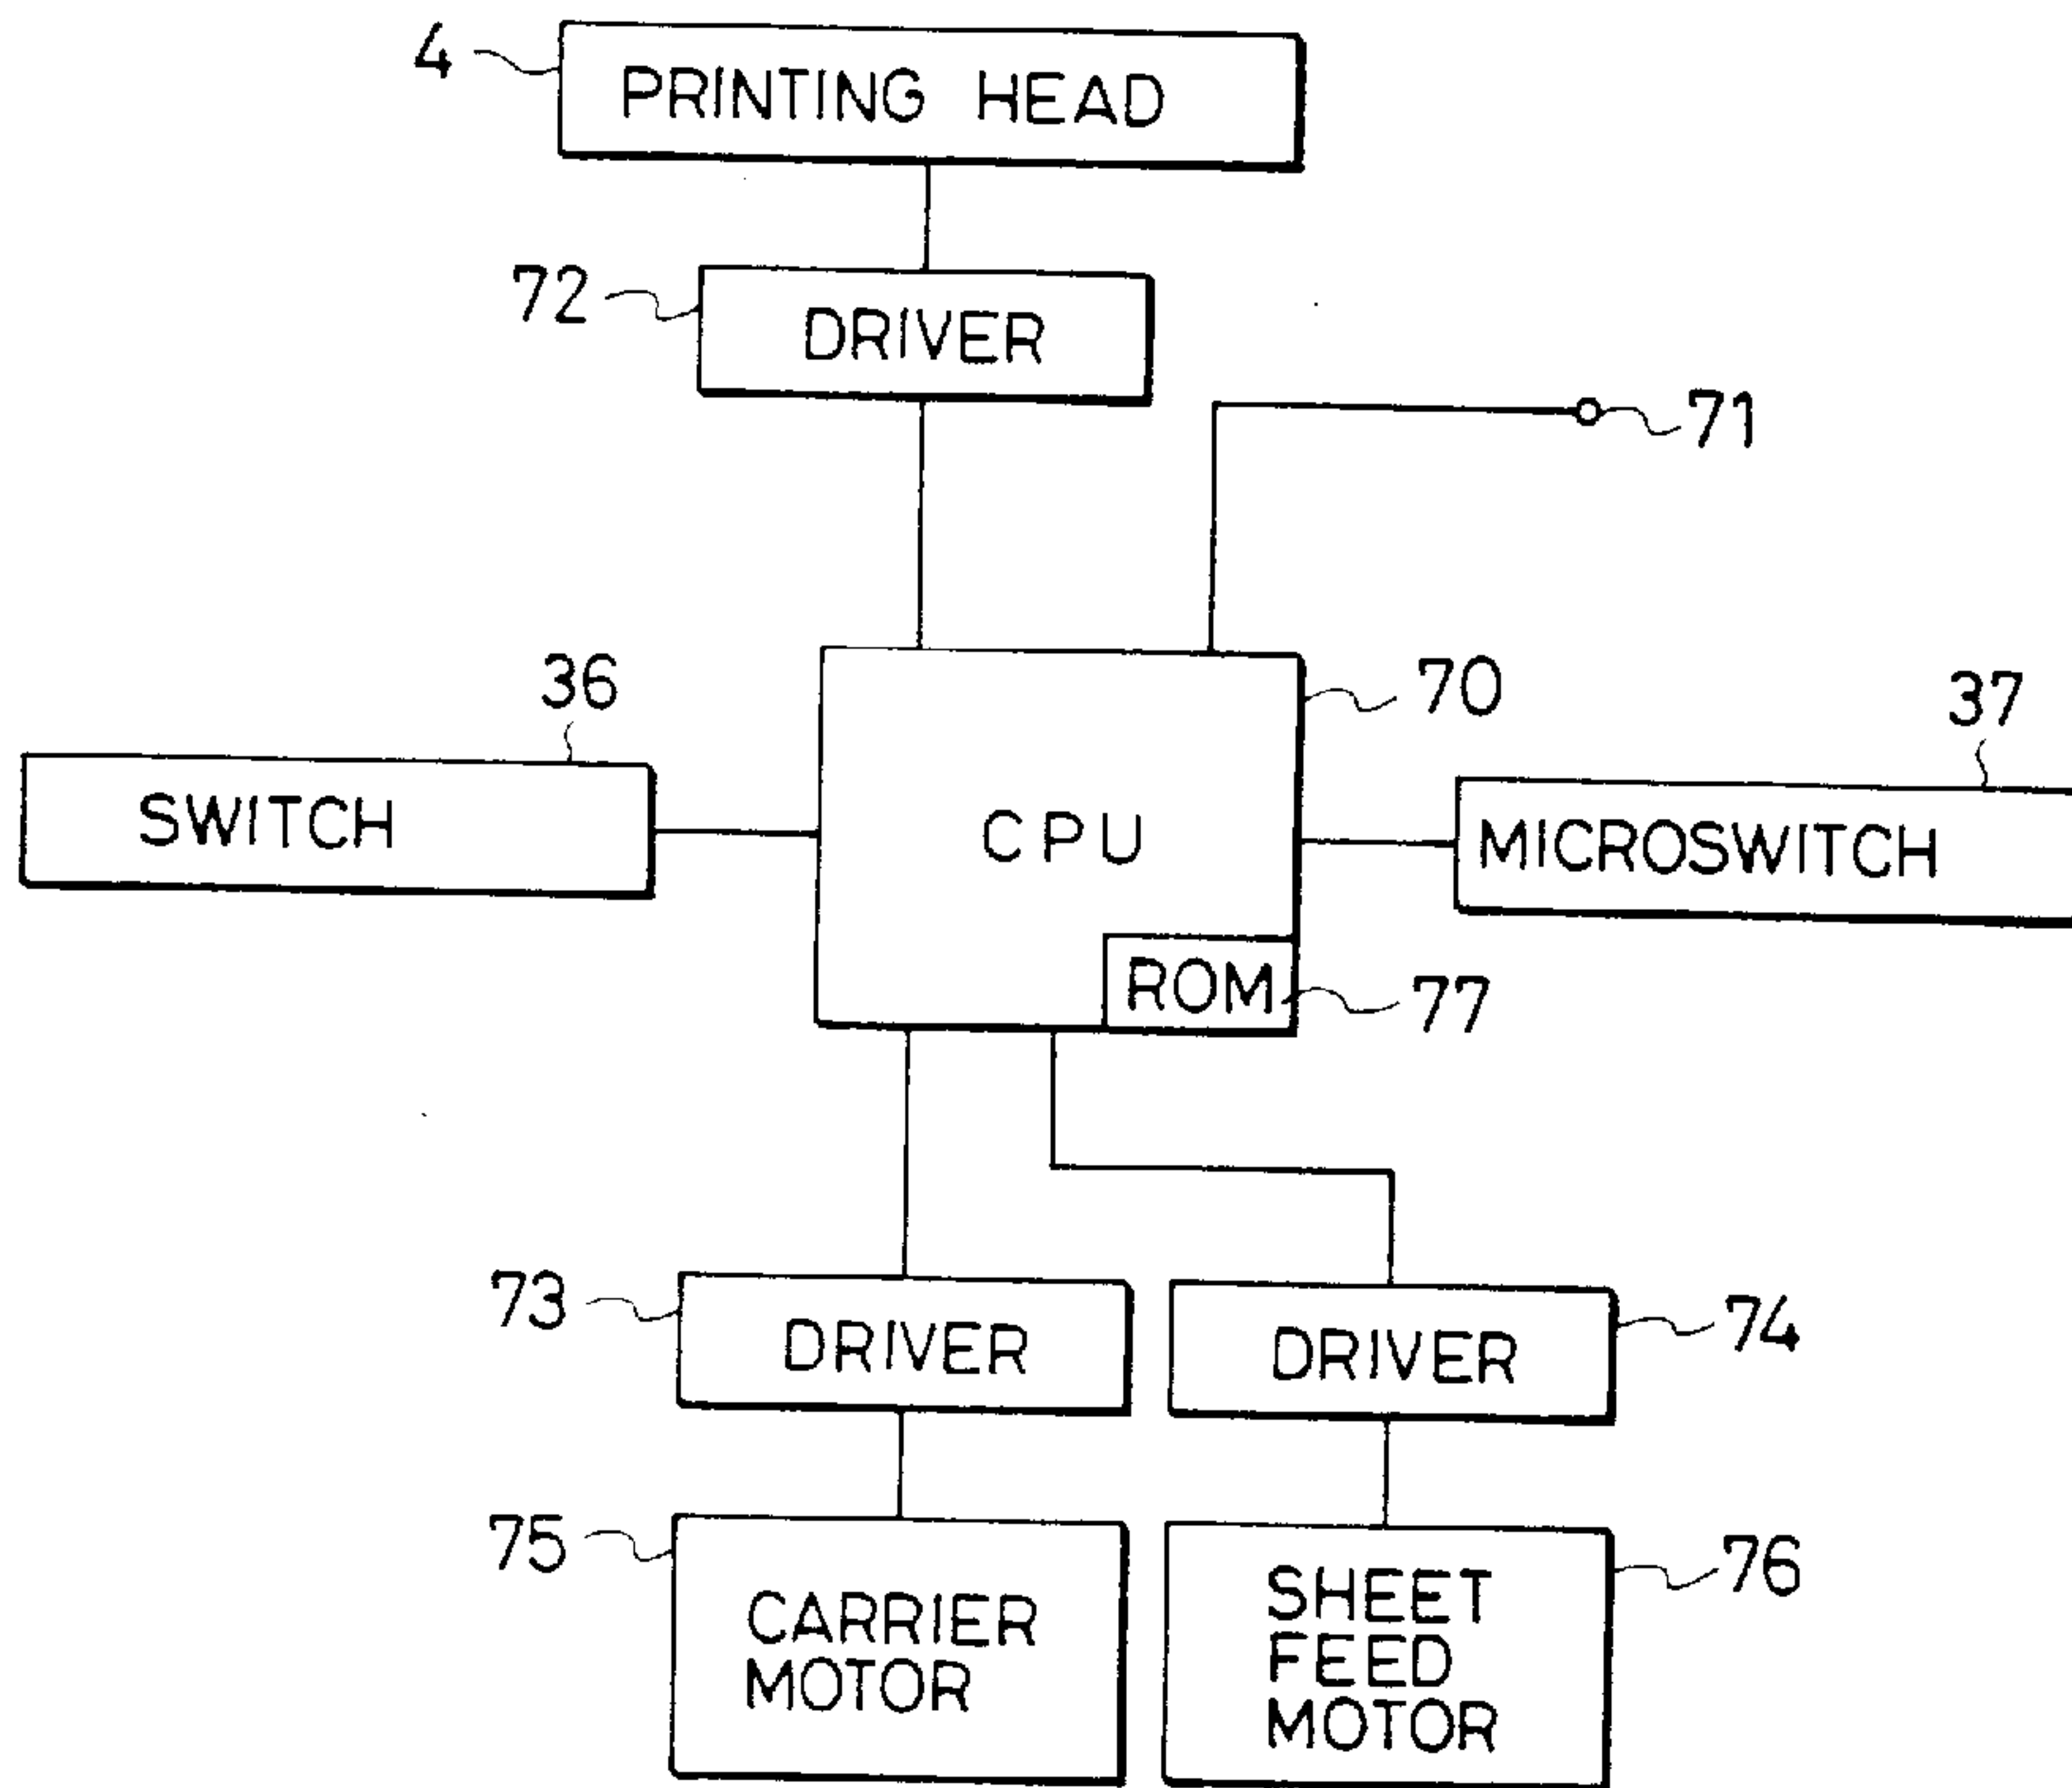 4
PRINTING HEAD
72
DRIVER
71
36
70
37
SWITCH
CPU
MICROSWITCH
ROM
77
73
DRIVER
DRIVER
74
75
CARRIER
MOTOR
SHEET
FEED
MOTOR
76